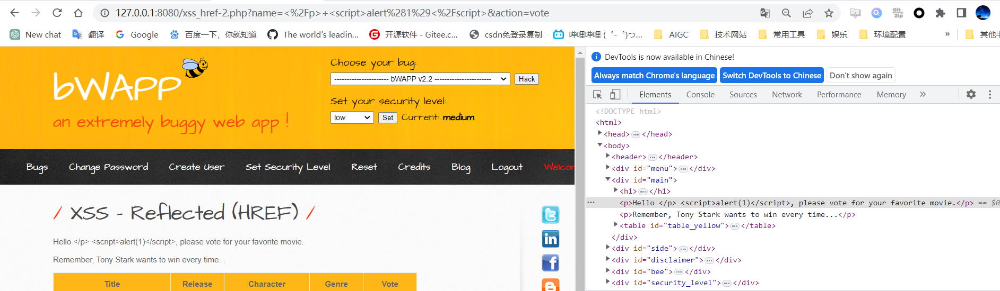 127.0.0.1:8080/xss_href-2.php?name=<%2Fp>+<script>alert%281%29<%2Fscript>&action=vote
New chat 翻译 Google 百度一下，你就知道 The world's leadin... 开源软件 - Gitee.c... csdn免登录复制 哔哩哔哩 (゜-゜)つ... AIGC 技术网站 常用工具 娱乐 环境配置 » 其他书
bWAPP
an extremely buggy web app !
Choose your bug:
---------------------- bWAPP v2.2 ----------------------- Hack
Set your security level:
low Set Current: medium
Bugs Change Password Create User Set Security Level Reset Credits Blog Logout Welcom
/ XSS - Reflected (HREF) /
Hello </p> <script>alert(1)</script>, please vote for your favorite movie.
Remember, Tony Stark wants to win every time...
Title Release Character Genre Vote
DevTools is now available in Chinese!
Always match Chrome's language Switch DevTools to Chinese Don't show again
Elements Console Sources Network Performance Memory »
<!DOCTYPE html>
<html>
<head>…</head>
<body>
<header>…</header>
<div id="menu">…</div>
<div id="main">
<h1>…</h1>
<p>Hello </p> <script>alert(1)</script>, please vote for your favorite movie.</p> == $0
<p>Remember, Tony Stark wants to win every time...</p>
<table id="table_yellow">…</table>
</div>
<div id="side">…</div>
<div id="disclaimer">…</div>
<div id="bee">…</div>
<div id="security_level">…</div>